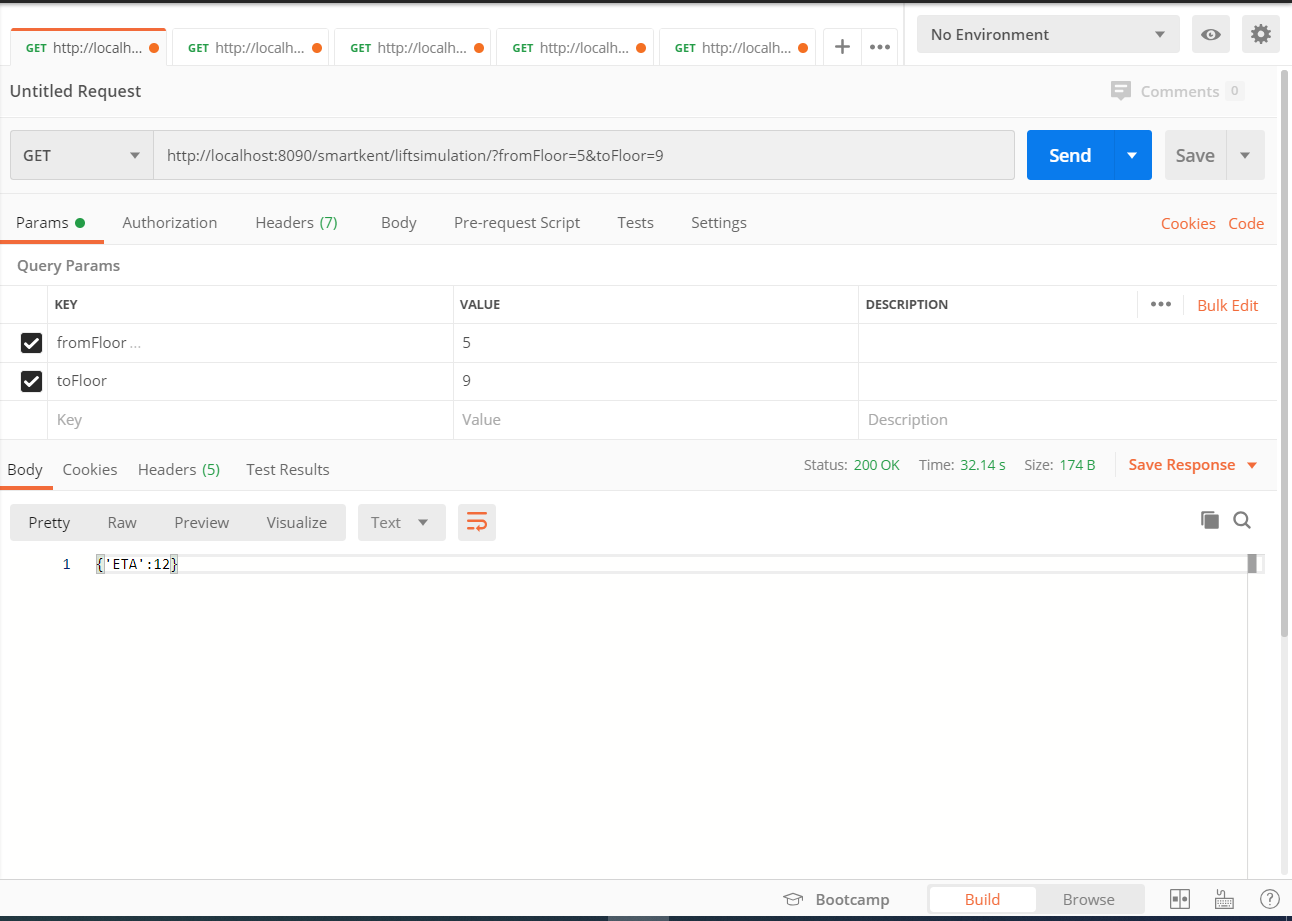 GET http://localh... GET http://localh... GET http://localh... GET http://localh... GET http://localh... + ••• No Environment
Untitled Request Comments 0
GET http://localhost:8090/smartkent/liftsimulation/?fromFloor=5&toFloor=9 Send Save
Params Authorization Headers (7) Body Pre-request Script Tests Settings Cookies Code
Query Params
KEY VALUE DESCRIPTION ••• Bulk Edit
fromFloor ... 5
toFloor 9
Key Value Description
Body Cookies Headers (5) Test Results Status: 200 OK Time: 32.14 s Size: 174 B Save Response
Pretty Raw Preview Visualize Text
1 {'ETA':12}
Bootcamp Build Browse ?